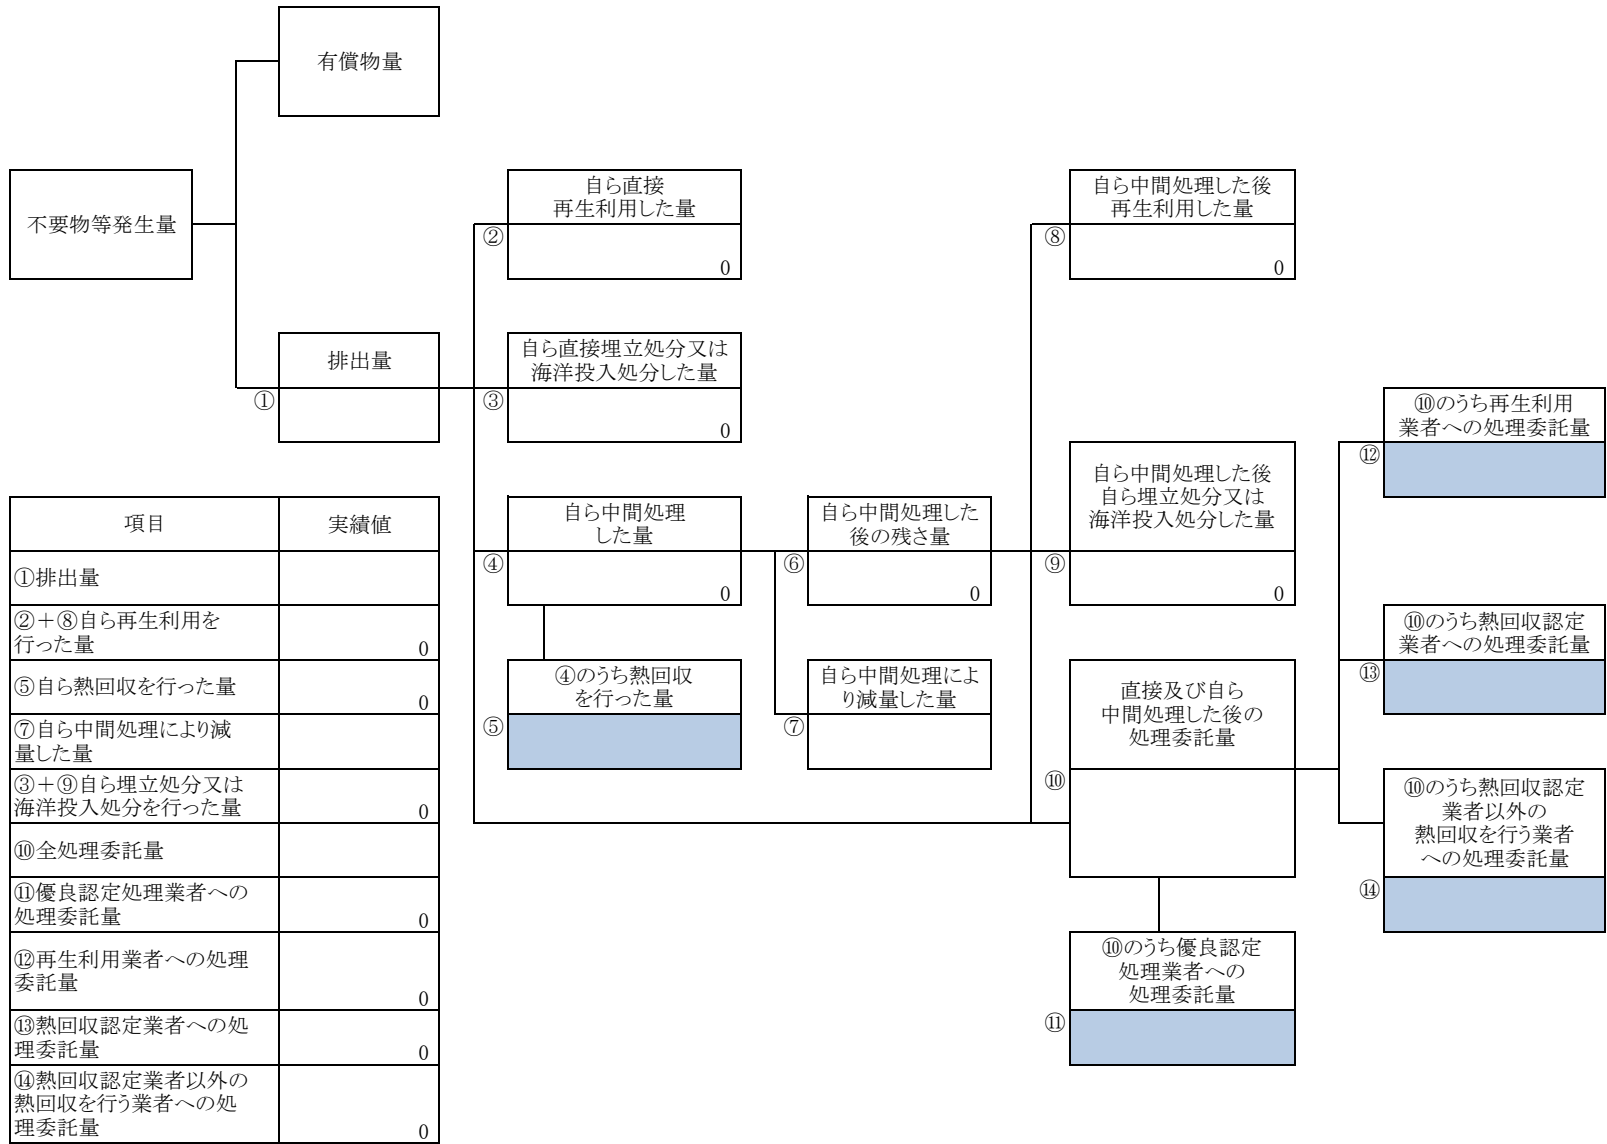 有償物量
不要物等発生量
自ら直接
再生利用した量
②
0
自ら中間処理した後
再生利用した量
⑧
0
排出量
①
自ら直接埋立処分又は
海洋投入処分した量
③
0
⑩のうち再生利用
業者への処理委託量
⑫
自ら中間処理
した量
④
0
自ら中間処理した
後の残さ量
⑥
0
自ら中間処理した後
自ら埋立処分又は
海洋投入処分した量
⑨
0
④のうち熱回収
を行った量
⑤
自ら中間処理によ
り減量した量
⑦
直接及び自ら
中間処理した後の
処理委託量
⑩
⑩のうち熱回収認定
業者への処理委託量
⑬
⑩のうち熱回収認定
業者以外の
熱回収を行う業者
への処理委託量
⑭
⑩のうち優良認定
処理業者への
処理委託量
⑪
項目 実績値
①排出量
②＋⑧自ら再生利用を
行った量 0
⑤自ら熱回収を行った量 0
⑦自ら中間処理により減
量した量
③＋⑨自ら埋立処分又は
海洋投入処分を行った量 0
⑩全処理委託量
⑪優良認定処理業者への
処理委託量 0
⑫再生利用業者への処理
委託量 0
⑬熱回収認定業者への処
理委託量 0
⑭熱回収認定業者以外の
熱回収を行う業者への処
理委託量 0